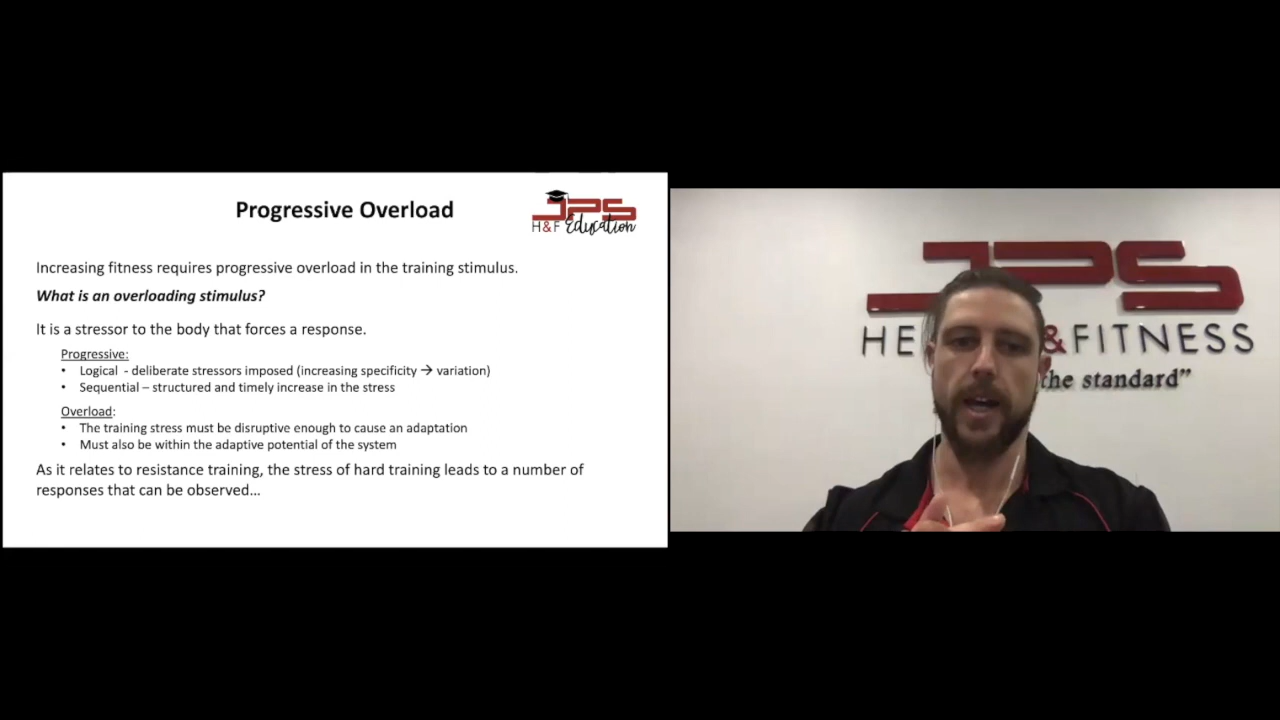 Progressive Overload
JPS
H&F Education
Increasing fitness requires progressive overload in the training stimulus.
What is an overloading stimulus?
It is a stressor to the body that forces a response.
Progressive:
• Logical - deliberate stressors imposed (increasing specificity → variation)
• Sequential – structured and timely increase in the stress
Overload:
• The training stress must be disruptive enough to cause an adaptation
• Must also be within the adaptive potential of the system
As it relates to resistance training, the stress of hard training leads to a number of
responses that can be observed…
JPS
HE &FITNESS
the standard”